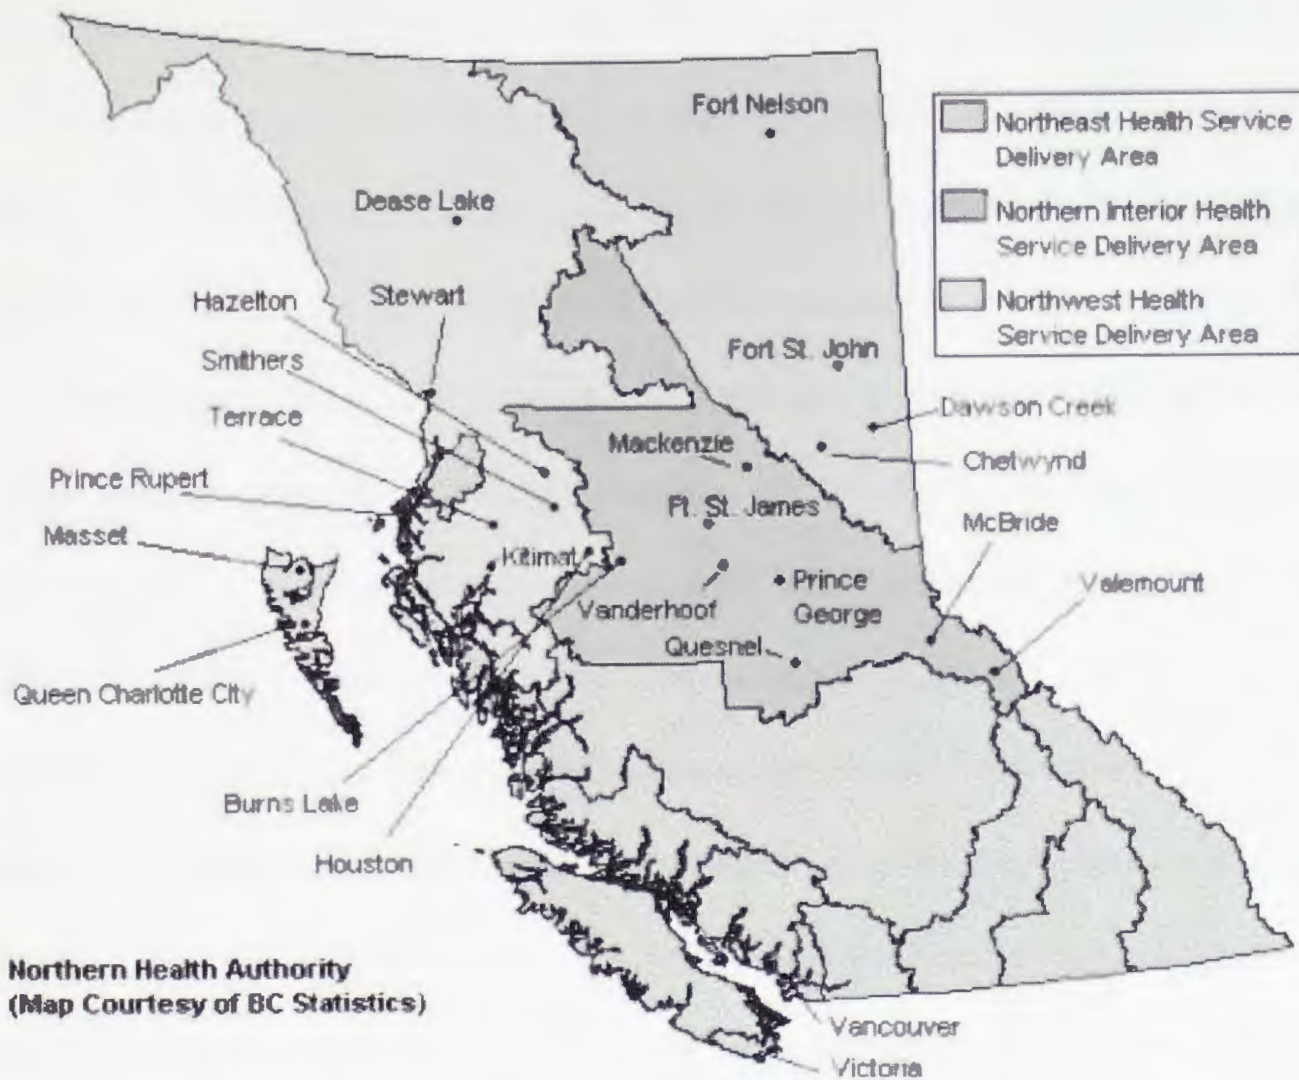 Fort Nelson
Northeast Health Service
Delivery Area
Northern Interior Health
Service Delivery Area
Northwest Health
Service Delivery Area
Dease Lake
Hazelton
Stewart
Smithers
Terrace
Fort St. John
Dawson Creek
Chetwynd
Mackenzie
Prince Rupert
Ft. St. James
McBride
Masset
Kitimat
Valemount
Prince
George
Vanderhoof
Quesnel
Queen Charlotte City
Burns Lake
Houston
Northern Health Authority
(Map Courtesy of BC Statistics)
Vancouver
Victoria